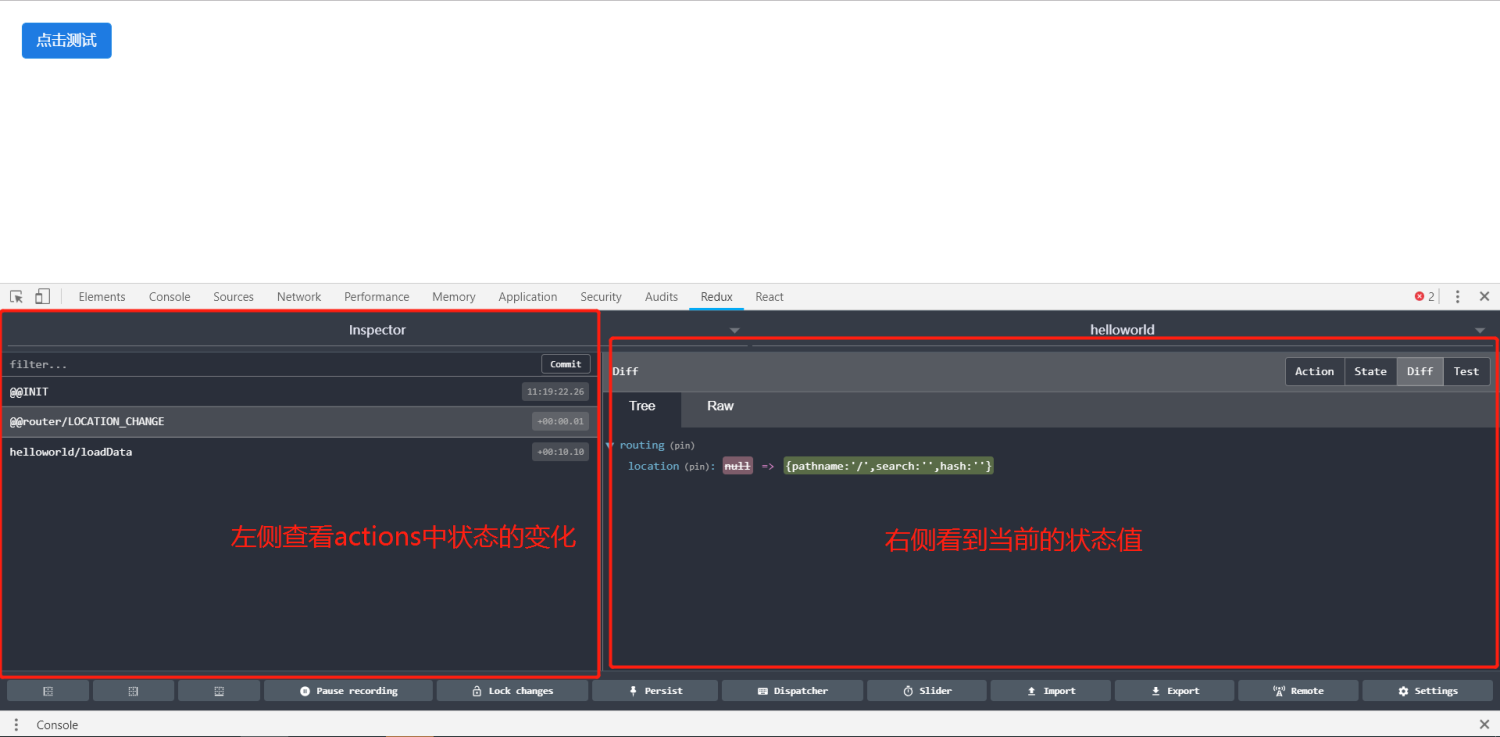 点击测试
Elements Console Sources Network Performance Memory Application Security Audits Redux React 2
Inspector helloworld
filter... Commit
Diff Action State Diff Test
@@INIT 11:19:22.26
Tree Raw
@@router/LOCATION_CHANGE +00:00.01
routing (pin)
helloworld/loadData +00:10.10
location (pin): null => {pathname:'/',search:'',hash:''}
左侧查看actions中状态的变化
右侧看到当前的状态值
Pause recording Lock changes Persist Dispatcher Slider Import Export Remote Settings
Console